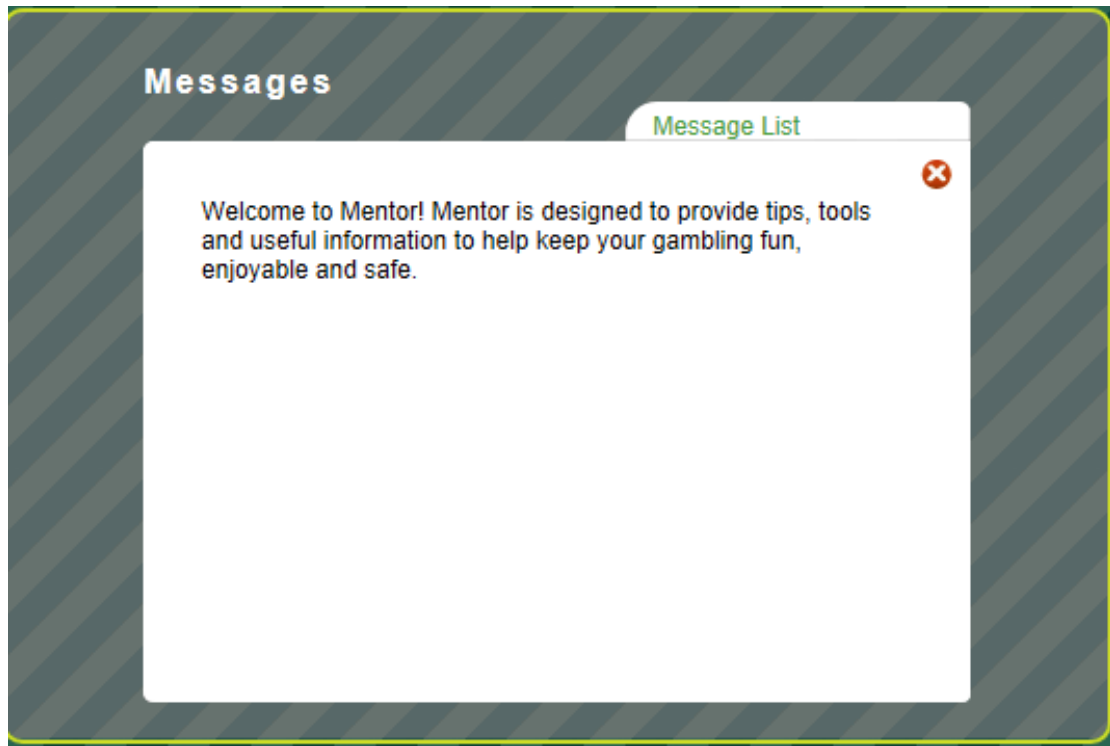 Messages
Message List
Welcome to Mentor! Mentor is designed to provide tips, tools
and useful information to help keep your gambling fun,
enjoyable and safe.